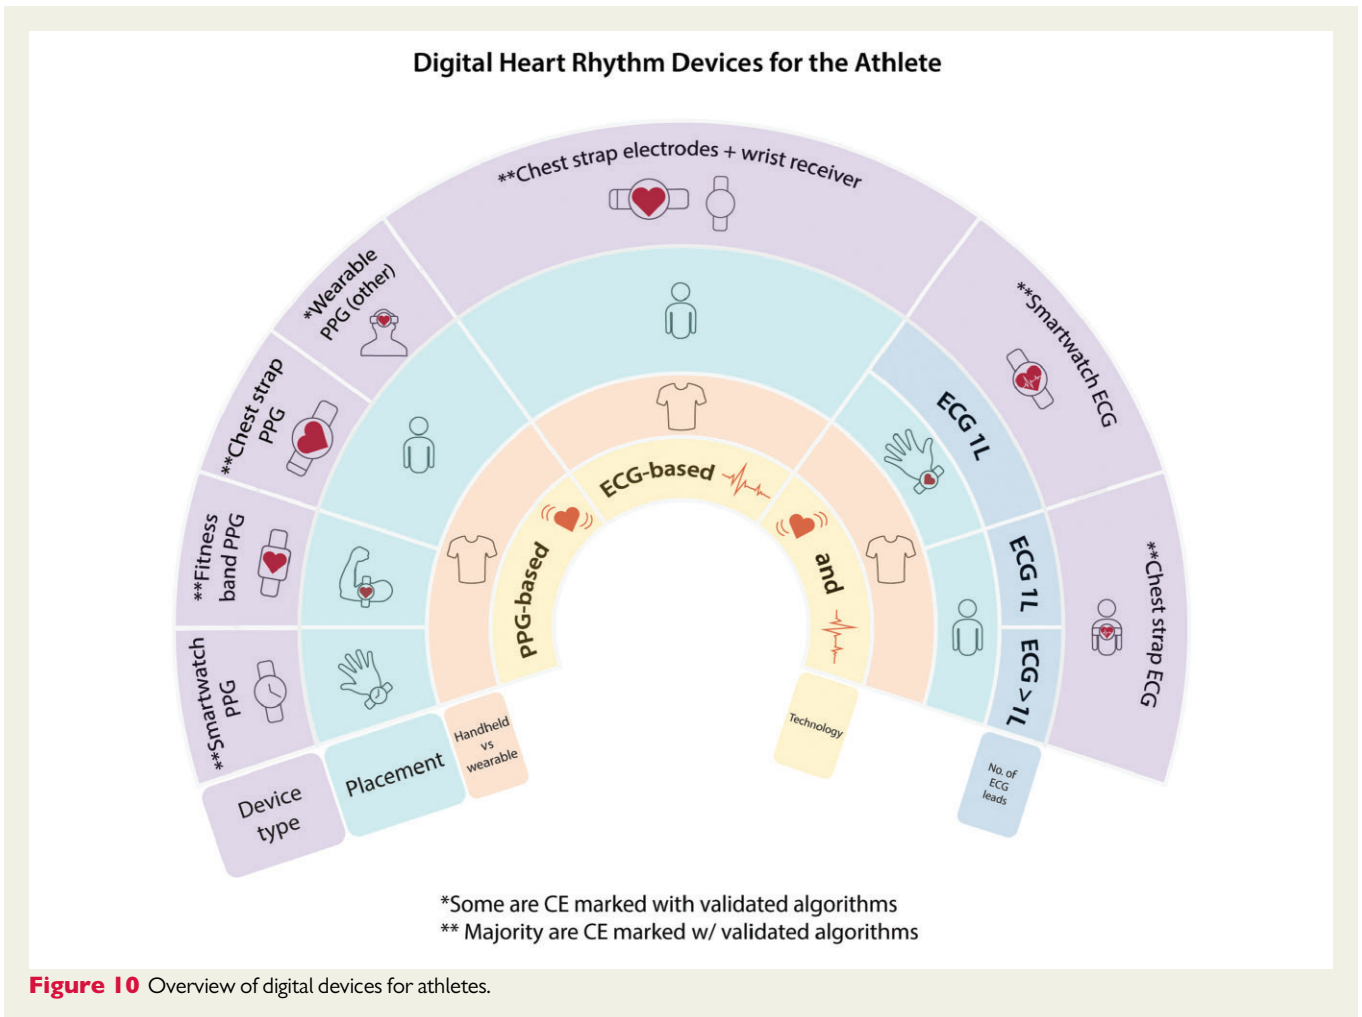 Digital Heart Rhythm Devices for the Athlete
**Smartwatch
PPG
**Fitness
band PPG
**Chest strap
PPG
*Wearable
PPG (other)
**Chest strap electrodes + wrist receiver
**Smartwatch ECG
**Chest strap ECG
ECG 1L
ECG 1L
ECG >1L
PPG-based
ECG-based
and
Device
type
Placement
Handheld
vs
wearable
Technology
No. of
ECG
leads
*Some are CE marked with validated algorithms
** Majority are CE marked w/ validated algorithms
Figure 10 Overview of digital devices for athletes.